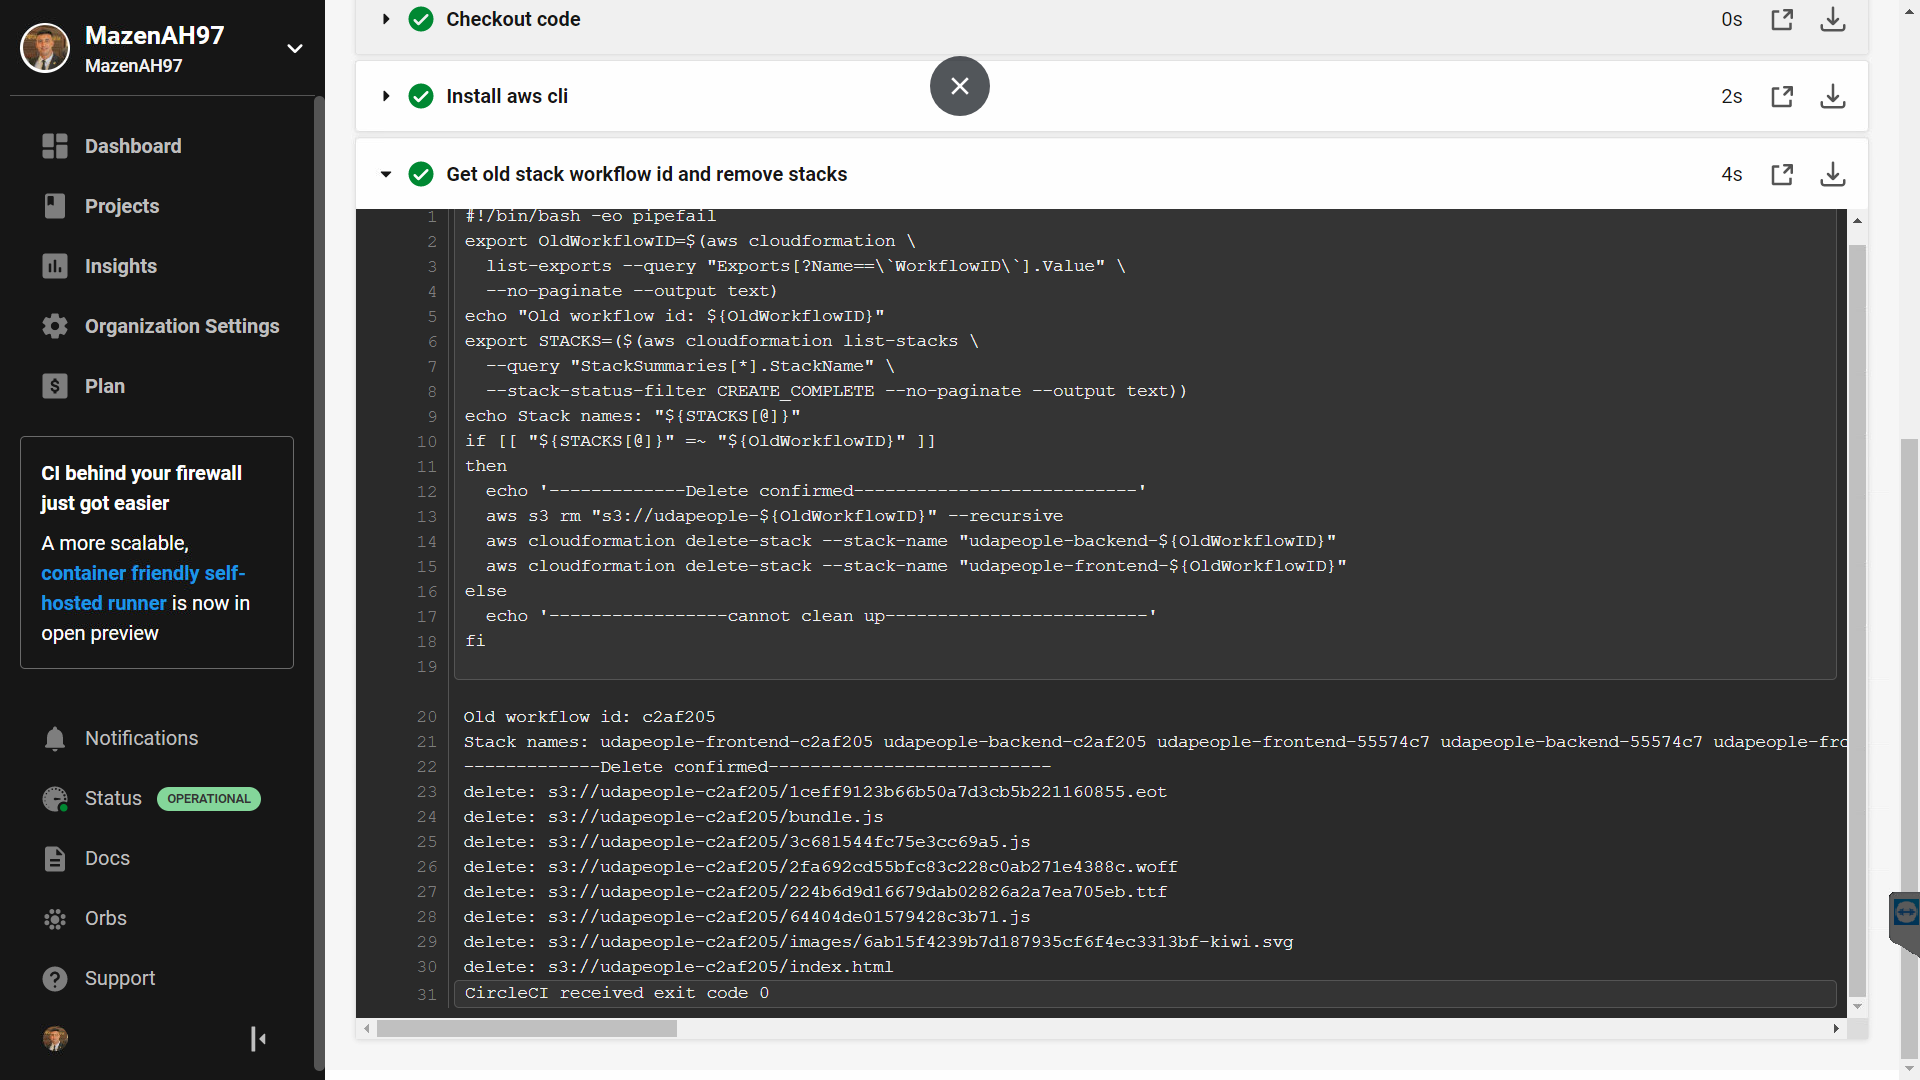 MazenAH97
MazenAH97
Dashboard
Projects
Insights
Organization Settings
Plan
CI behind your firewall
just got easier
A more scalable,
container friendly self-
hosted runner is now in
open preview
Notifications
Status OPERATIONAL
Docs
Orbs
Support
Checkout code 0s
Install aws cli 2s
Get old stack workflow id and remove stacks 4s
1 #!/bin/bash -eo pipefail
2 export OldWorkflowID=$(aws cloudformation \
3 list-exports --query "Exports[?Name==\`WorkflowID\`].Value" \
4 --no-paginate --output text)
5 echo "Old workflow id: ${OldWorkflowID}"
6 export STACKS=($(aws cloudformation list-stacks \
7 --query "StackSummaries[*].StackName" \
8 --stack-status-filter CREATE_COMPLETE --no-paginate --output text))
9 echo Stack names: "${STACKS[@]}"
10 if [[ "${STACKS[@]}" =~ "${OldWorkflowID}" ]]
11 then
12 echo '-------------Delete confirmed---------------------------'
13 aws s3 rm "s3://udapeople-${OldWorkflowID}" --recursive
14 aws cloudformation delete-stack --stack-name "udapeople-backend-${OldWorkflowID}"
15 aws cloudformation delete-stack --stack-name "udapeople-frontend-${OldWorkflowID}"
16 else
17 echo '-----------------cannot clean up-------------------------'
18 fi
19
20 Old workflow id: c2af205
21 Stack names: udapeople-frontend-c2af205 udapeople-backend-c2af205 udapeople-frontend-55574c7 udapeople-backend-55574c7 udapeople-fro
22 -------------Delete confirmed---------------------------
23 delete: s3://udapeople-c2af205/1ceff9123b66b50a7d3cb5b221160855.eot
24 delete: s3://udapeople-c2af205/bundle.js
25 delete: s3://udapeople-c2af205/3c681544fc75e3cc69a5.js
26 delete: s3://udapeople-c2af205/2fa692cd55bfc83c228c0ab271e4388c.woff
27 delete: s3://udapeople-c2af205/224b6d9d16679dab02826a2a7ea705eb.ttf
28 delete: s3://udapeople-c2af205/64404de01579428c3b71.js
29 delete: s3://udapeople-c2af205/images/6ab15f4239b7d187935cf6f4ec3313bf-kiwi.svg
30 delete: s3://udapeople-c2af205/index.html
31 CircleCI received exit code 0